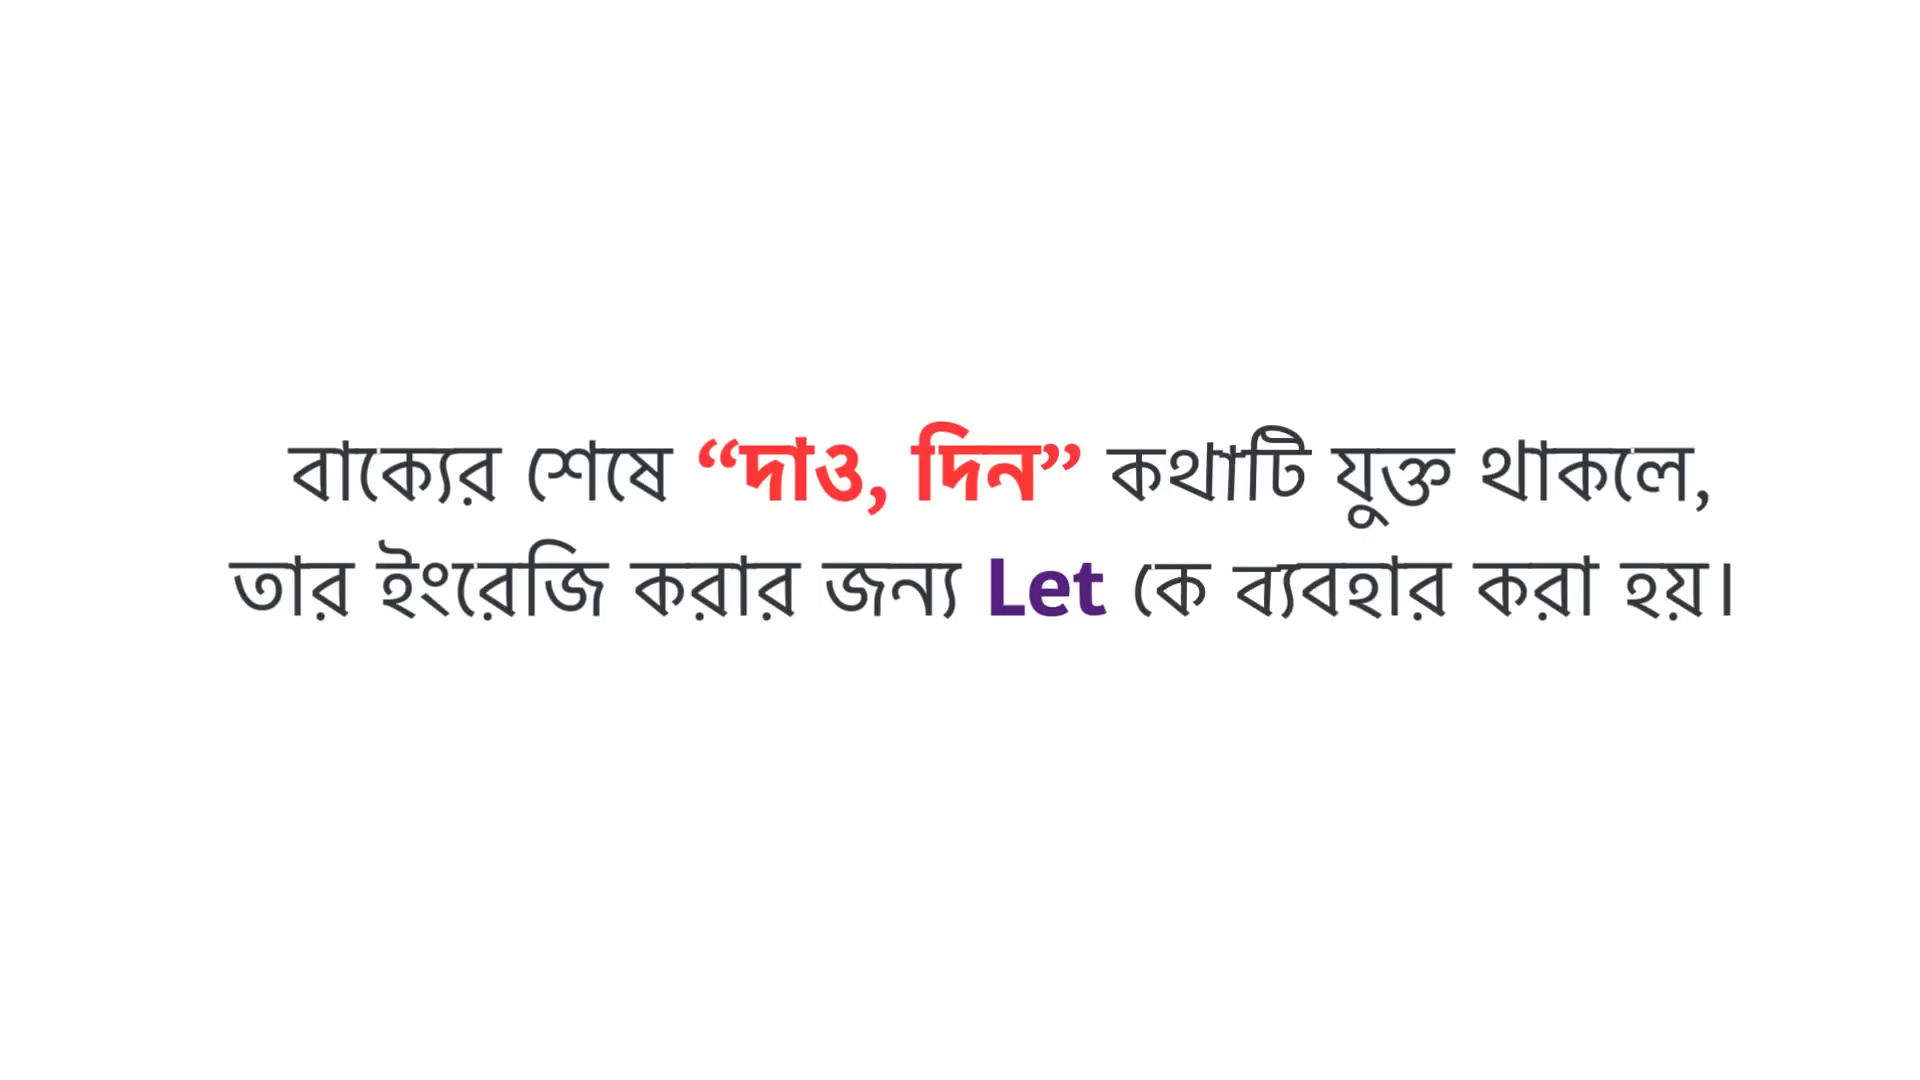 বাক্যের শেষে “দাও, দিন” কথাটি যুক্ত থাকলে,
তার ইংরেজি করার জন্য Let কে ব্যবহার করা হয়।